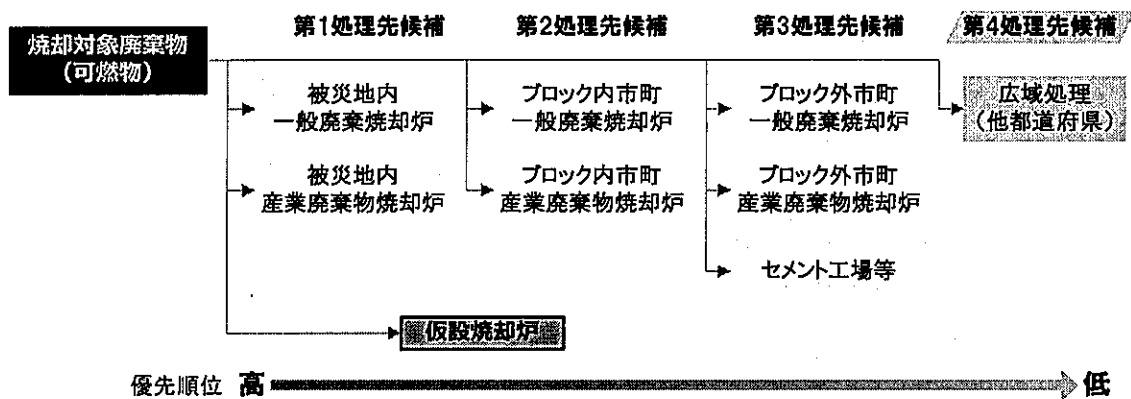 第1処理先候補
第2処理先候補
第3処理先候補
第4処理先候補
焼却対象廃棄物
(可燃物)
被災地内
一般廃棄焼却炉
ブロック内市町
一般廃棄焼却炉
ブロック外市町
一般廃棄焼却炉
広域処理
(他都道府県)
被災地内
産業廃棄物焼却炉
ブロック内市町
産業廃棄物焼却炉
ブロック外市町
産業廃棄物焼却炉
セメント工場等
仮設焼却炉
優先順位 高 低